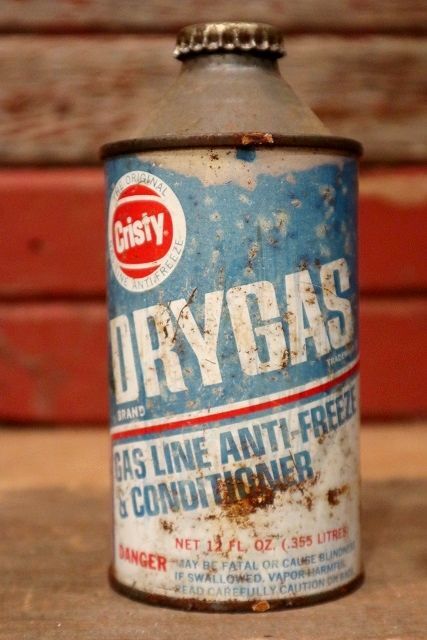 THE ORIGINAL
Cristy
LINE ANTI-FREEZE
DRYGAS
BRAND
GAS LINE ANTI-FREEZE
& CONDITIONER
NET 12 FL. OZ. (.355 LITRES)
DANGER
MAY BE FATAL OR CAUSE BLINDNESS
IF SWALLOWED. VAPOR HARMFUL
READ CAREFULLY CAUTION ON BACK